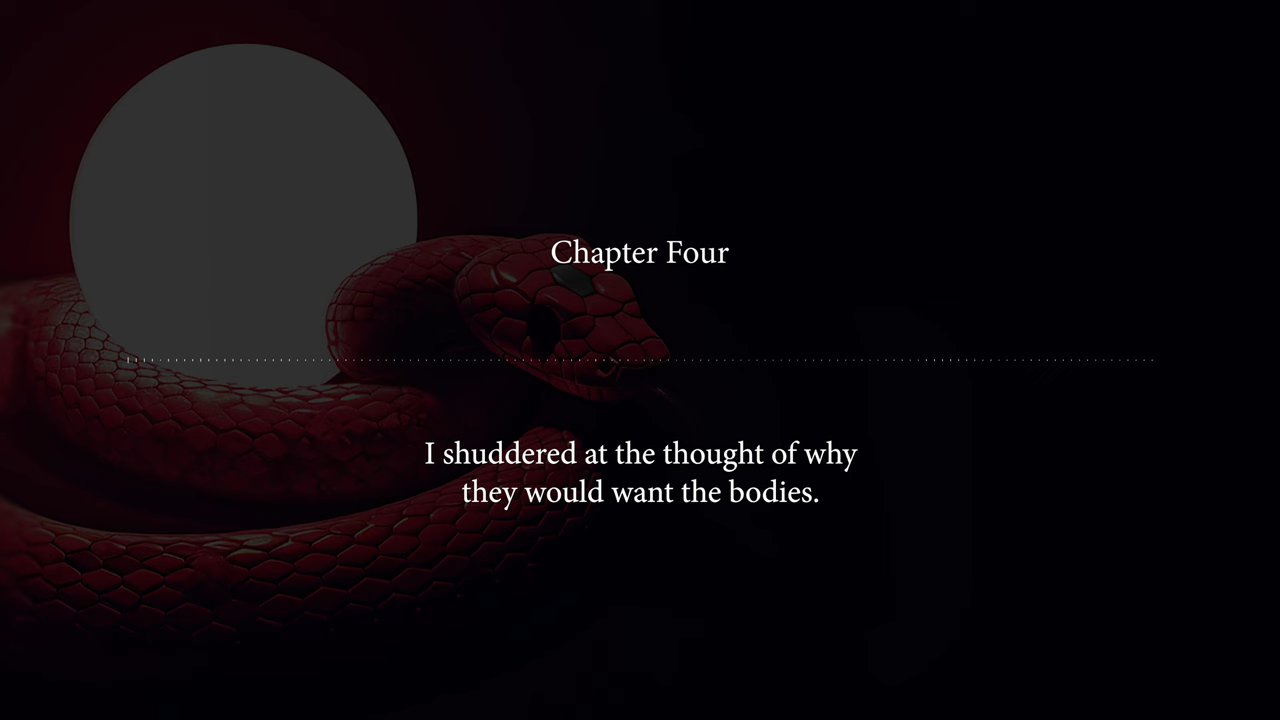 Chapter Four
I shuddered at the thought of why
they would want the bodies.